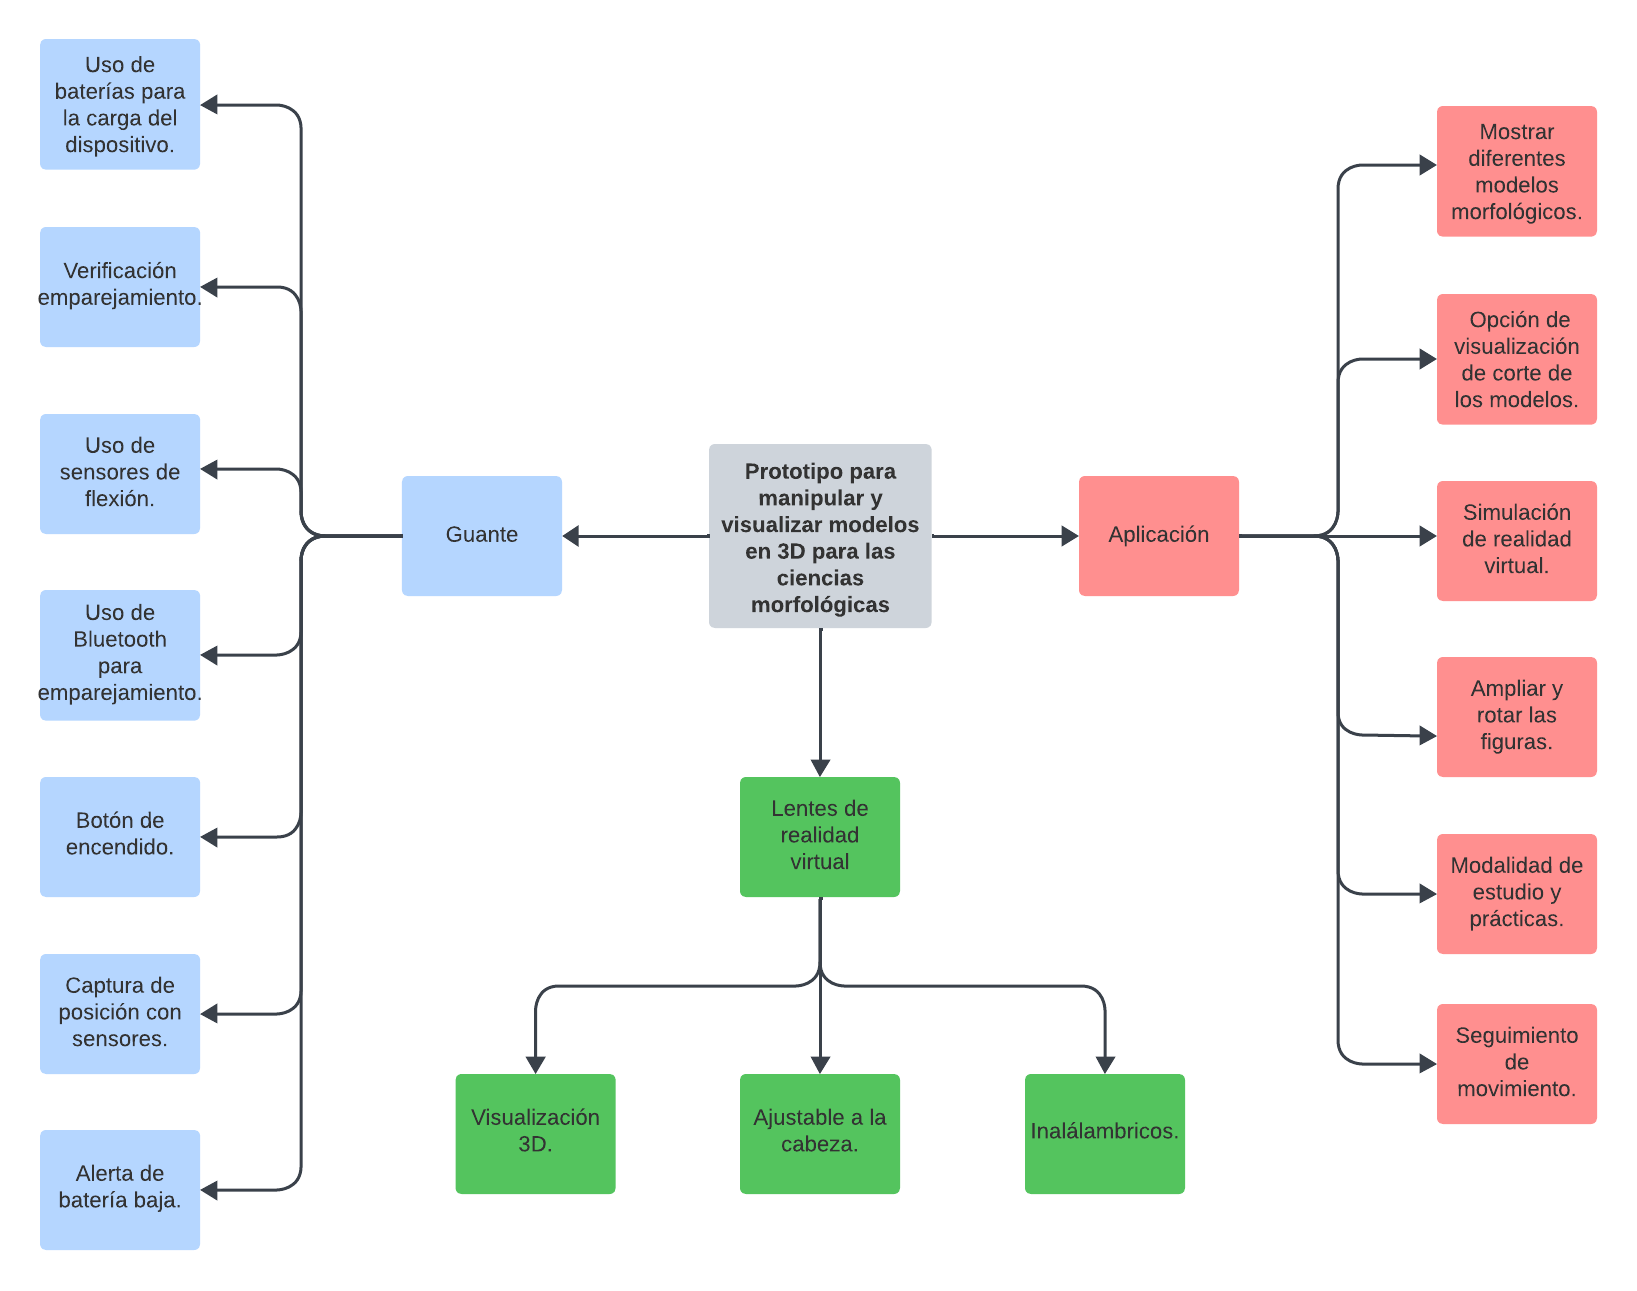 Uso de
baterías para
la carga del
dispositivo.
Verificación
emparejamiento.
Uso de
sensores de
flexión.
Uso de
Bluetooth
para
emparejamiento.
Botón de
encendido.
Captura de
posición con
sensores.
Alerta de
batería baja.
Guante
Prototipo para
manipular y
visualizar modelos
en 3D para las
ciencias
morfológicas
Lentes de
realidad
virtual
Visualización
3D.
Ajustable a la
cabeza.
Inalálambricos.
Aplicación
Mostrar
diferentes
modelos
morfológicos.
Opción de
visualización
de corte de
los modelos.
Simulación
de realidad
virtual.
Ampliar y
rotar las
figuras.
Modalidad de
estudio y
prácticas.
Seguimiento
de
movimiento.